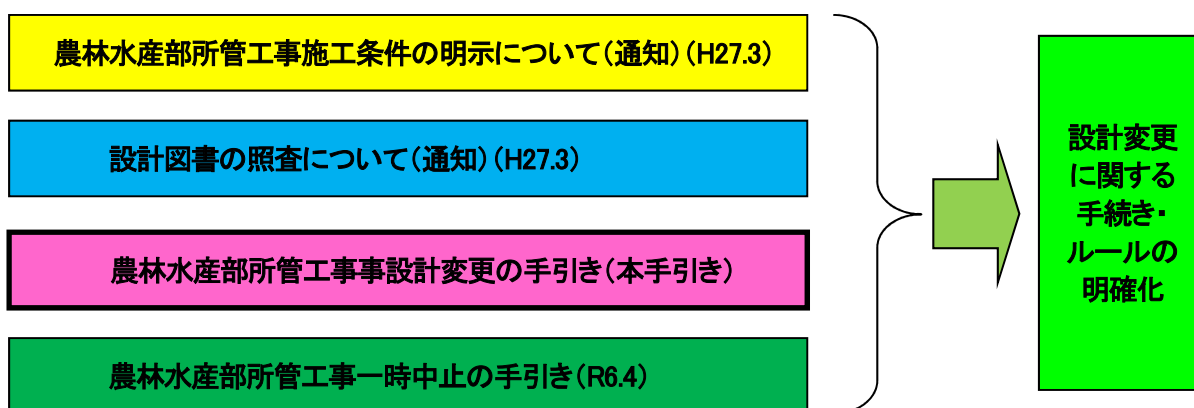 農林水産部所管工事施工条件の明示について（通知）（H27.3）
設計図書の照査について（通知）（H27.3）
農林水産部所管工事事設計変更の手引き（本手引き）
農林水産部所管工事一時中止の手引き（R6.4）
設計変更
に関する
手続き・
ルールの
明確化